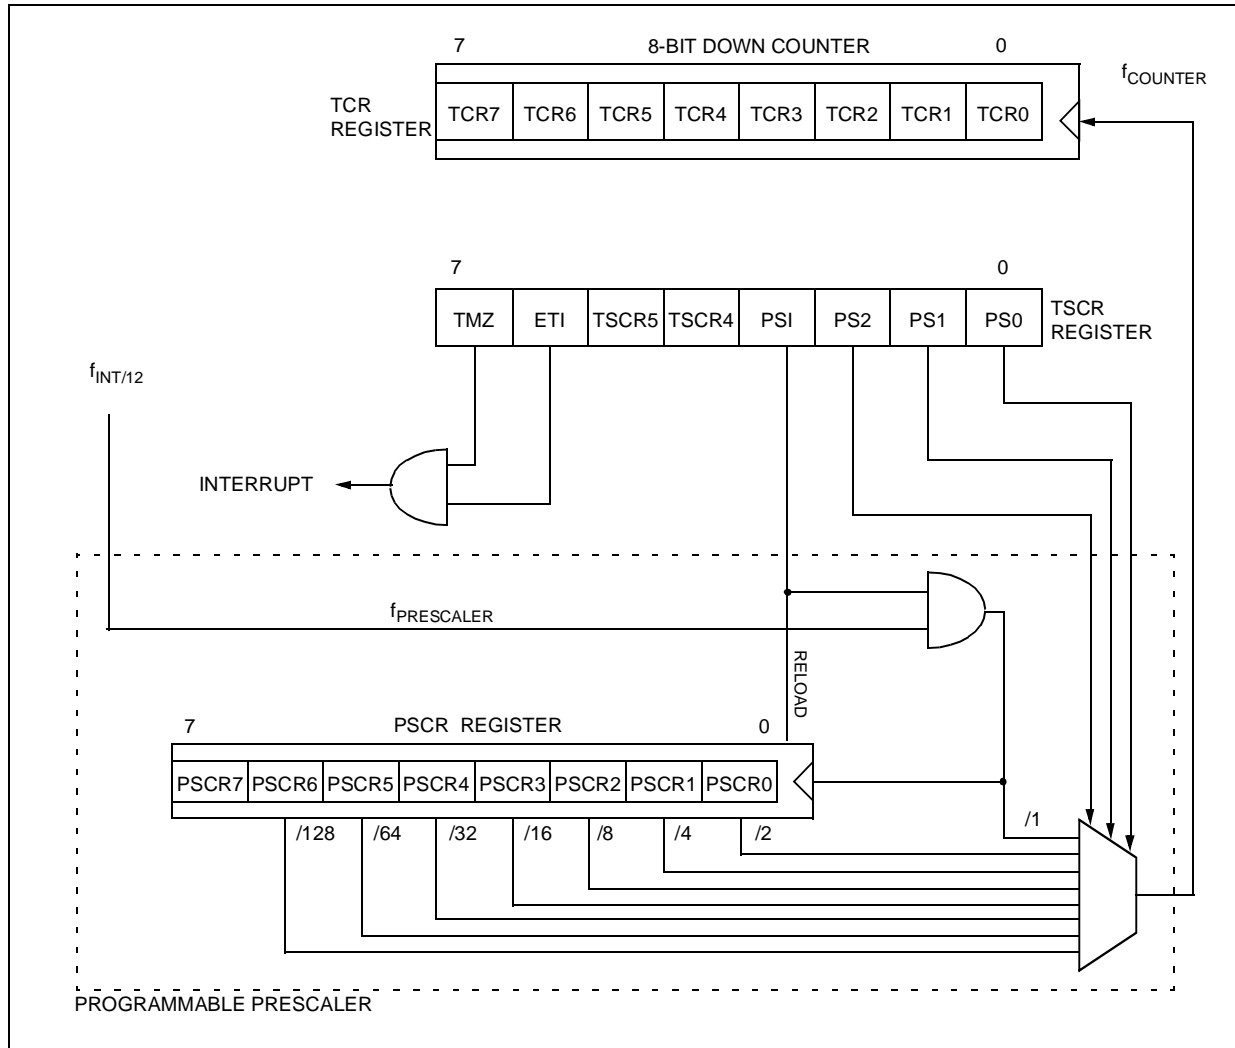 7 8-BIT DOWN COUNTER 0
fCOUNTER
TCR
REGISTER
TCR7 TCR6 TCR5 TCR4 TCR3 TCR2 TCR1 TCR0
7 0
TMZ ETI TSCR5 TSCR4 PSI PS2 PS1 PS0
TSCR
REGISTER
fINT/12
INTERRUPT
fPRESCALER
RELOAD
7 PSCR REGISTER 0
PSCR7 PSCR6 PSCR5 PSCR4 PSCR3 PSCR2 PSCR1 PSCR0
/128 /64 /32 /16 /8 /4 /2 /1
PROGRAMMABLE PRESCALER